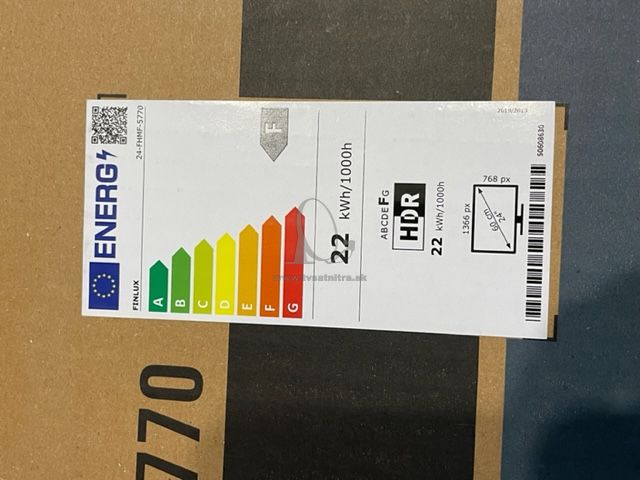 ENERG
FINLUX
24-FHMF-5770
A
B
C
D
E
F
G
F
22 kWh/1000h
ABCDEFG
HDR
22 kWh/1000h
1366 px
768 px
60 cm
24"
2019/2013
50608630
www.tvsatnitra.sk
770